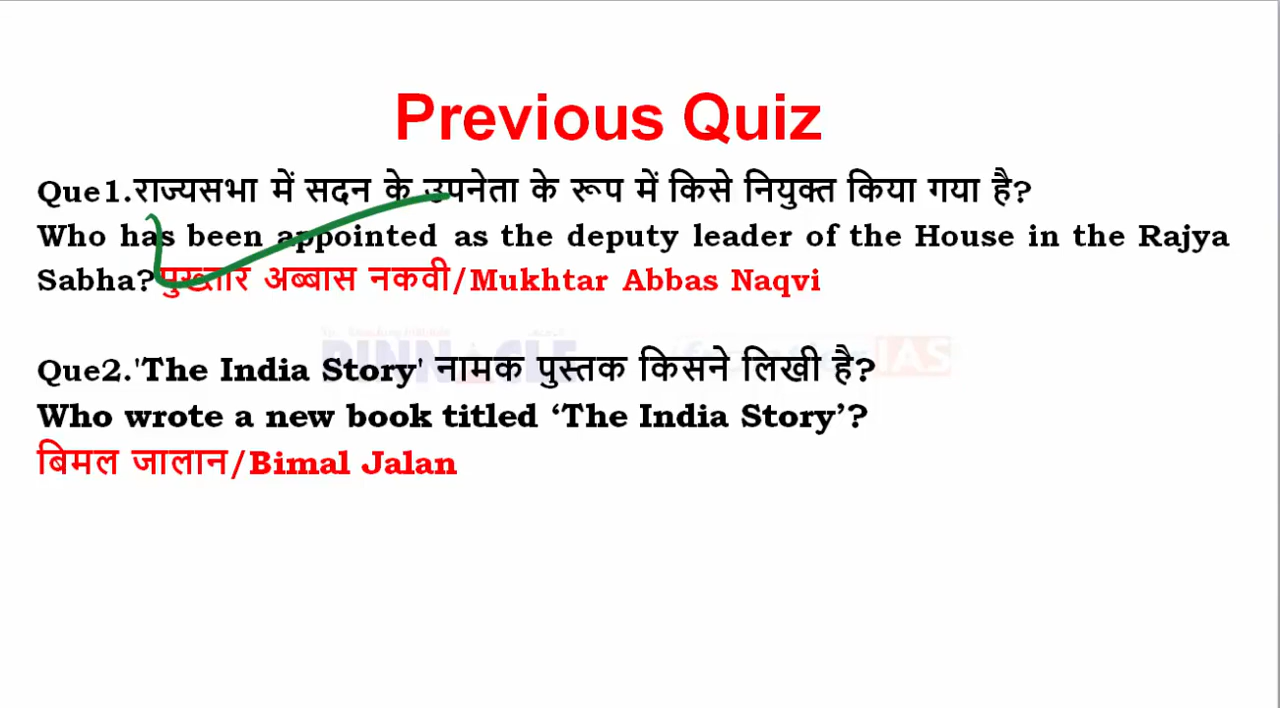 Previous Quiz
Que1.राज्यसभा में सदन के उपनेता के रूप में किसे नियुक्त किया गया है?
Who has been appointed as the deputy leader of the House in the Rajya
Sabha?पुख्तार अब्बास नकवी/Mukhtar Abbas Naqvi
PINNACLE IAS
Que2.'The India Story' नामक पुस्तक किसने लिखी है?
Who wrote a new book titled ‘The India Story’?
बिमल जालान/Bimal Jalan